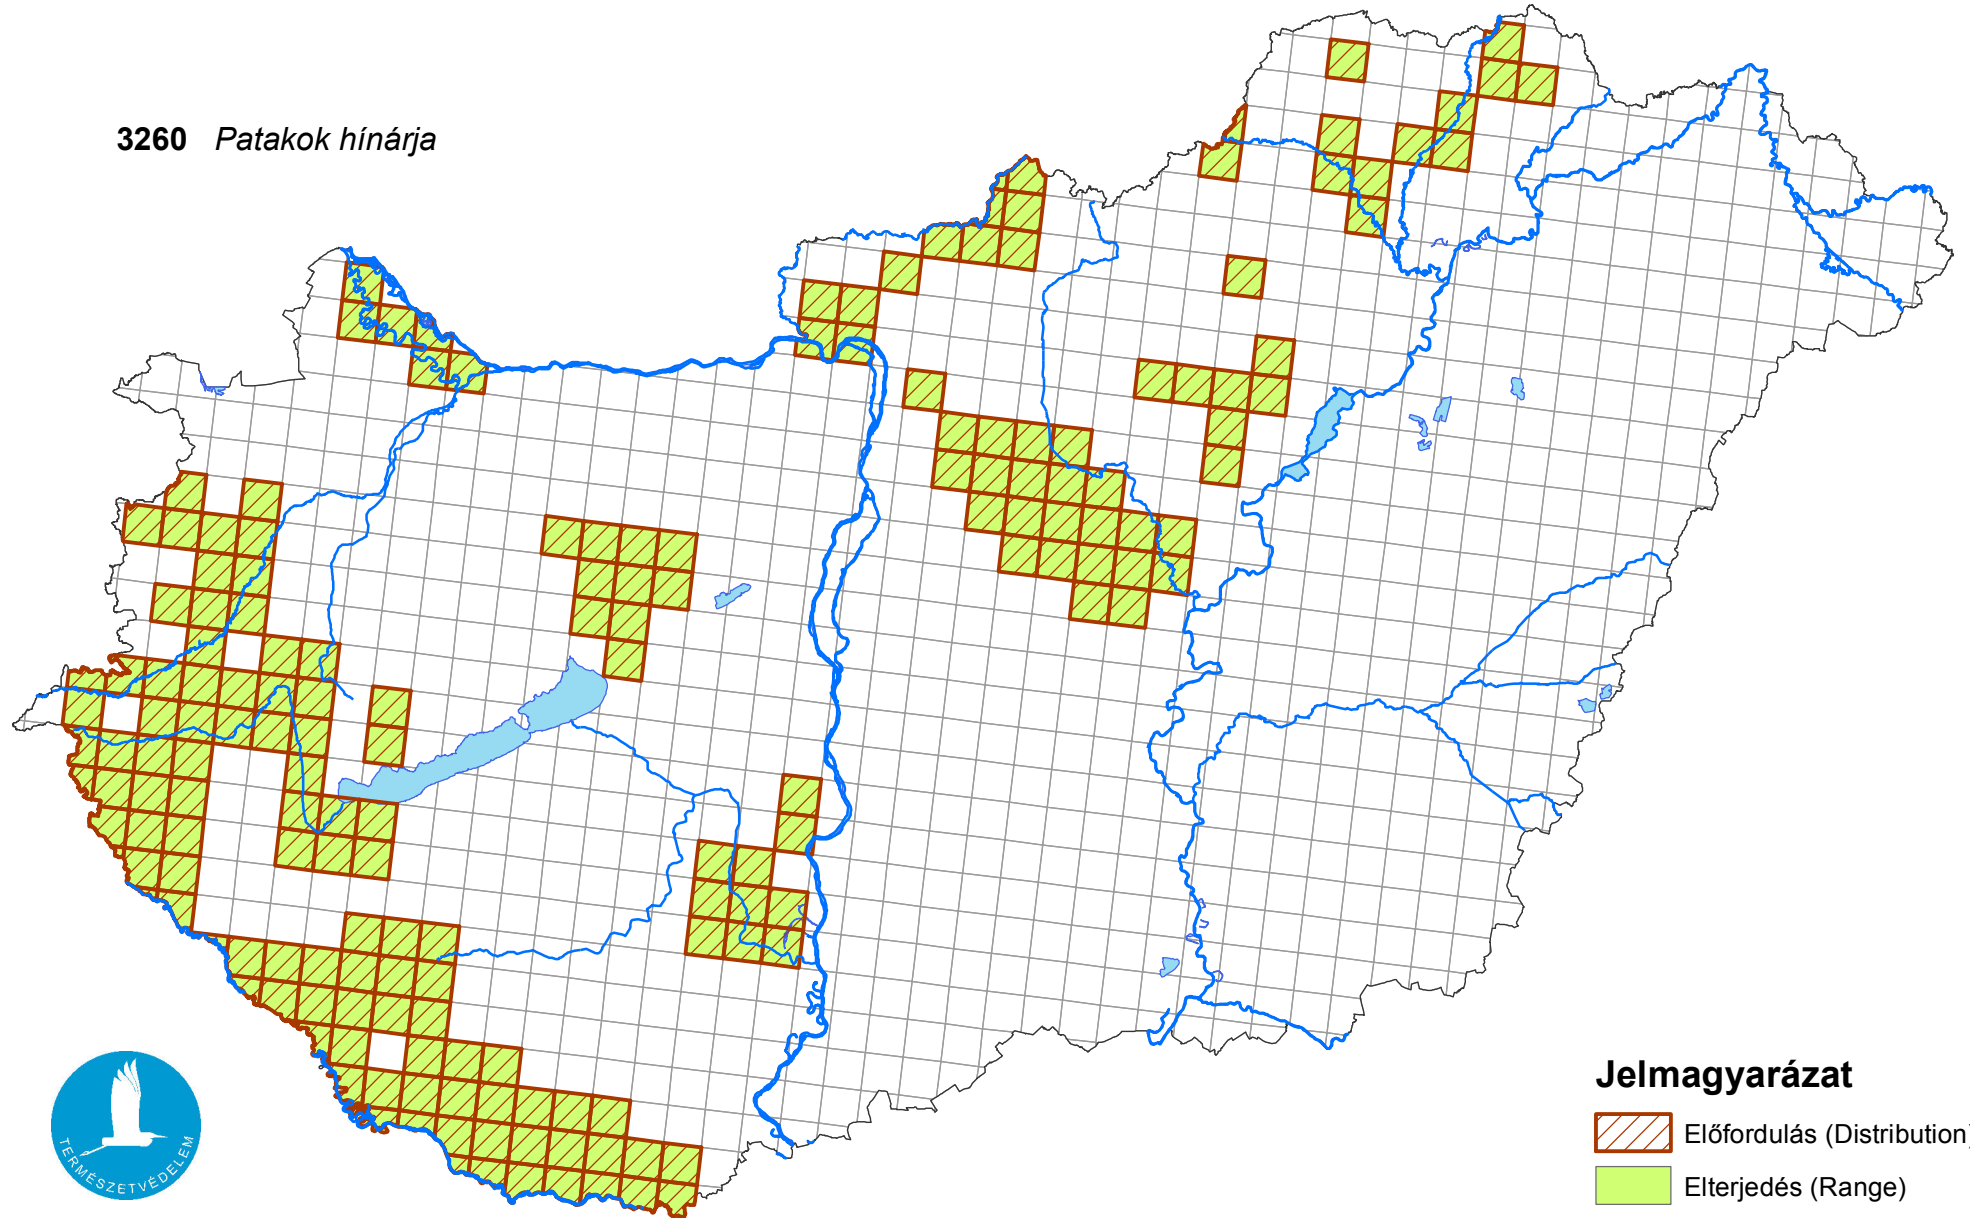 3260 Patakok hínárja
TERMÉSZETVÉDELEM
Jelmagyarázat
Előfordulás (Distribution)
Elterjedés (Range)